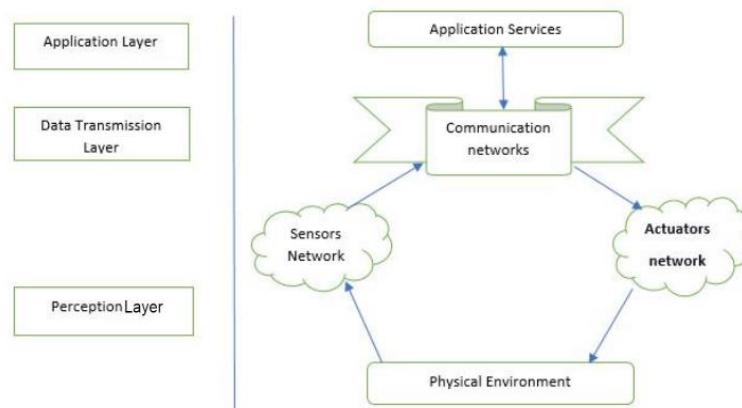 Application Layer
Data Transmission
Layer
Perception Layer
Application Services
Communication
networks
Sensors
Network
Actuators
network
Physical Environment